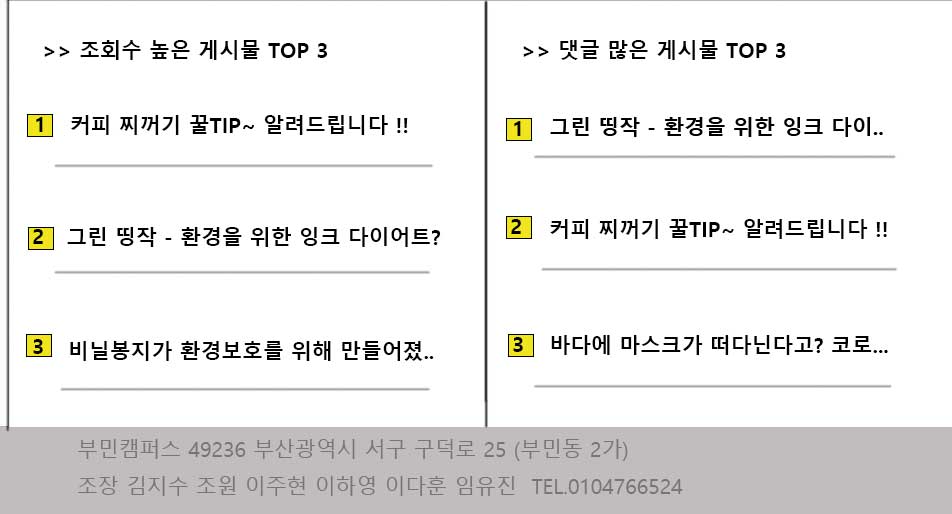 >> 조회수 높은 게시물 TOP 3
1 커피 찌꺼기 꿀TIP~ 알려드립니다 !!
2 그린 띵작 - 환경을 위한 잉크 다이어트?
3 비닐봉지가 환경보호를 위해 만들어졌..
>> 댓글 많은 게시물 TOP 3
1 그린 띵작 - 환경을 위한 잉크 다이..
2 커피 찌꺼기 꿀TIP~ 알려드립니다 !!
3 바다에 마스크가 떠다닌다고? 코로...
부민캠퍼스 49236 부산광역시 서구 구덕로 25 (부민동 2가)
조장 김지수 조원 이주현 이하영 이다훈 임유진 TEL.0104766524